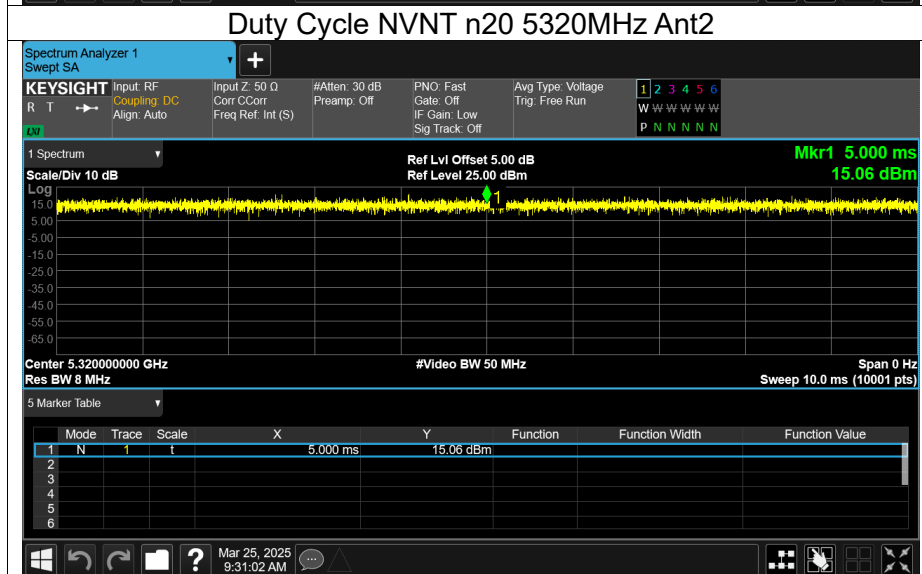 Duty Cycle NVNT n20 5320MHz Ant2
Spectrum Analyzer 1
Swept SA
+
KEYSIGHT Input: RF Input Z: 50 Ω #Atten: 30 dB PNO: Fast Avg Type: Voltage 1 2 3 4 5 6
R T Coupling: DC Corr CCorr Preamp: Off Gate: Off Trig: Free Run W W W W W W
Align: Auto Freq Ref: Int (S) IF Gain: Low
LXI Sig Track: Off P N N N N N
1 Spectrum Ref Lvl Offset 5.00 dB Mkr1 5.000 ms
Scale/Div 10 dB Ref Level 25.00 dBm 15.06 dBm
Log
15.0
1
5.00
-5.00
-15.0
-25.0
-35.0
-45.0
-55.0
-65.0
Center 5.320000000 GHz #Video BW 50 MHz Span 0 Hz
Res BW 8 MHz Sweep 10.0 ms (10001 pts)
5 Marker Table
Mode Trace Scale X Y Function Function Width Function Value
1 N 1 t 5.000 ms 15.06 dBm
2
3
4
5
6
? Mar 25, 2025
9:31:02 AM